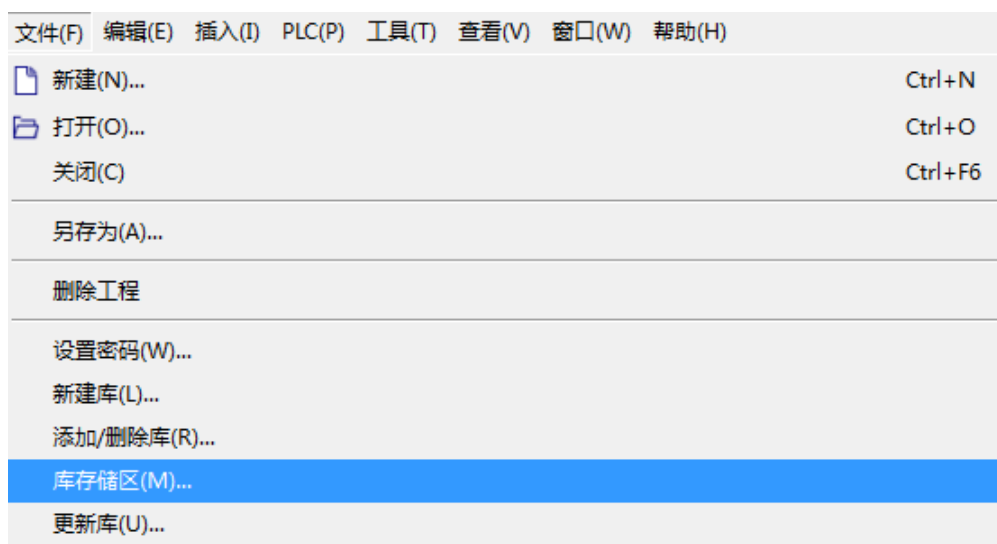 文件(F) 编辑(E) 插入(I) PLC(P) 工具(T) 查看(V) 窗口(W) 帮助(H)
新建(N)... Ctrl+N
打开(O)... Ctrl+O
关闭(C) Ctrl+F6
另存为(A)...
删除工程
设置密码(W)...
新建库(L)...
添加/删除库(R)...
库存储区(M)...
更新库(U)...